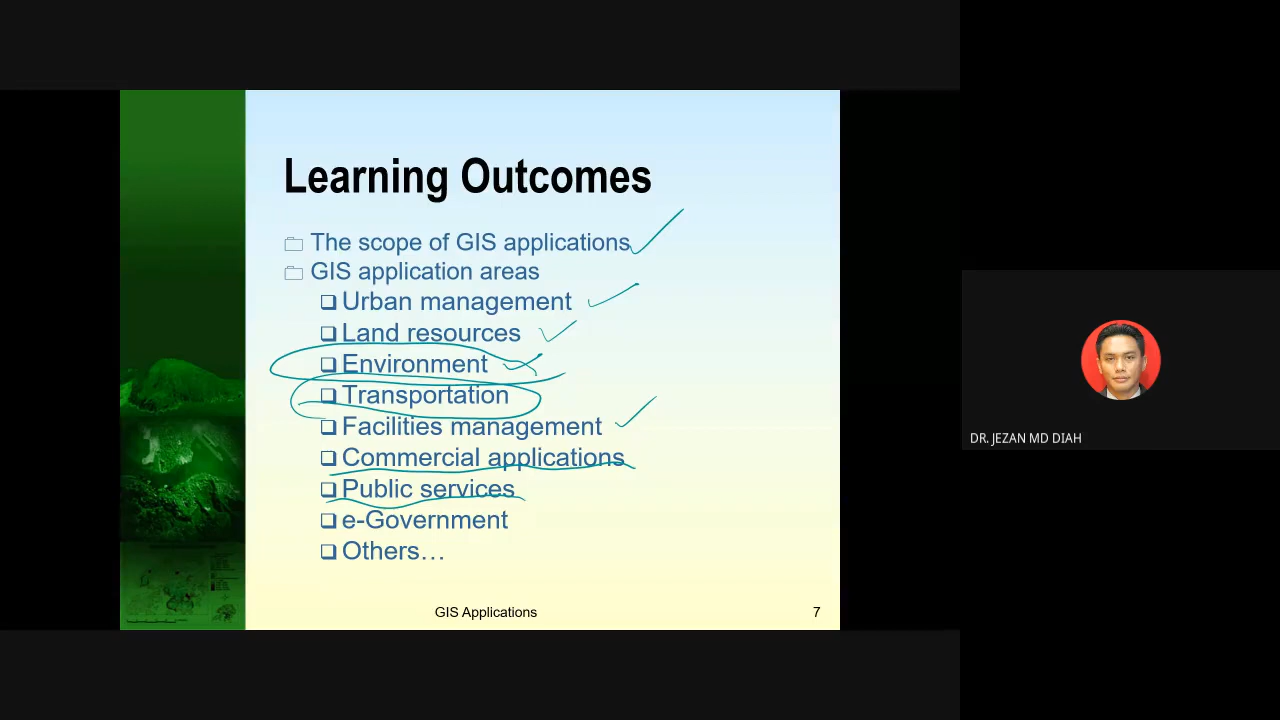 Learning Outcomes
The scope of GIS applications
GIS application areas
Urban management
Land resources
Environment
Transportation
Facilities management
Commercial applications
Public services
e-Government
Others…
GIS Applications 7
DR. JEZAN MD DIAH